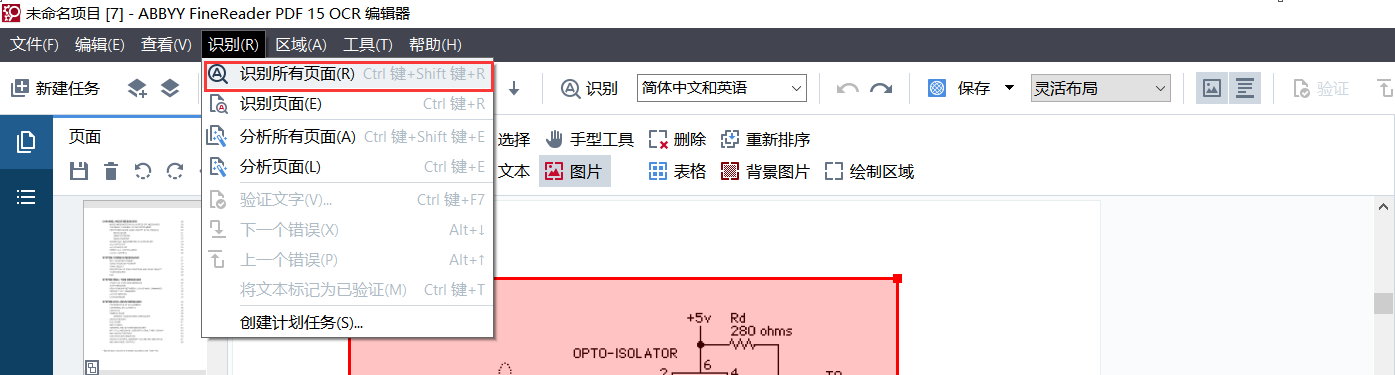 未命名项目 [7] - ABBYY FineReader PDF 15 OCR 编辑器
文件(F) 编辑(E) 查看(V) 识别(R) 区域(A) 工具(T) 帮助(H)
新建任务 识别 简体中文和英语 保存 灵活布局 验证
识别所有页面(R) Ctrl 键+Shift 键+R
识别页面(E) Ctrl 键+R
分析所有页面(A) Ctrl 键+Shift 键+E
分析页面(L) Ctrl 键+E
验证文字(V)... Ctrl 键+F7
下一个错误(X) Alt+↓
上一个错误(P) Alt+↑
将文本标记为已验证(M) Ctrl 键+T
创建计划任务(S)...
页面
选择 手型工具 删除 重新排序
文本 图片 表格 背景图片 绘制区域
+5v Rd
280 ohms
OPTO-ISOLATOR
6
2 4
TO